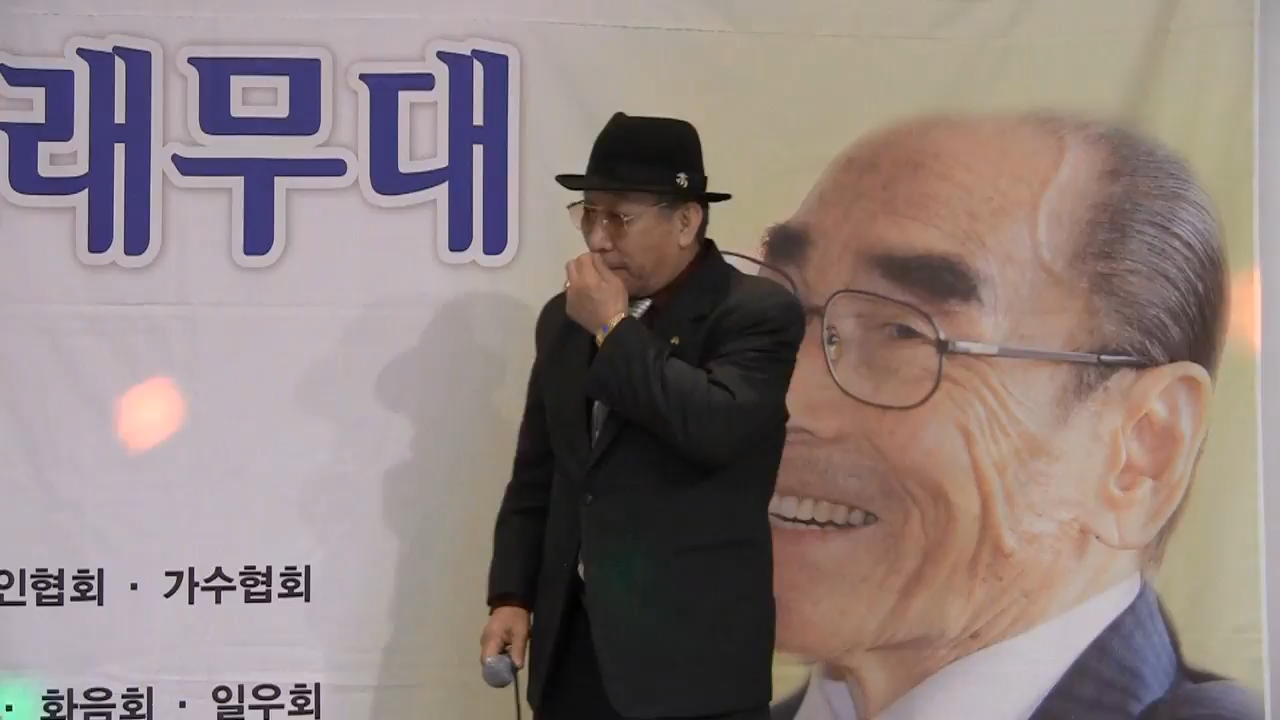 래무대
인협회 · 가수협회
· 화음회 · 일우회